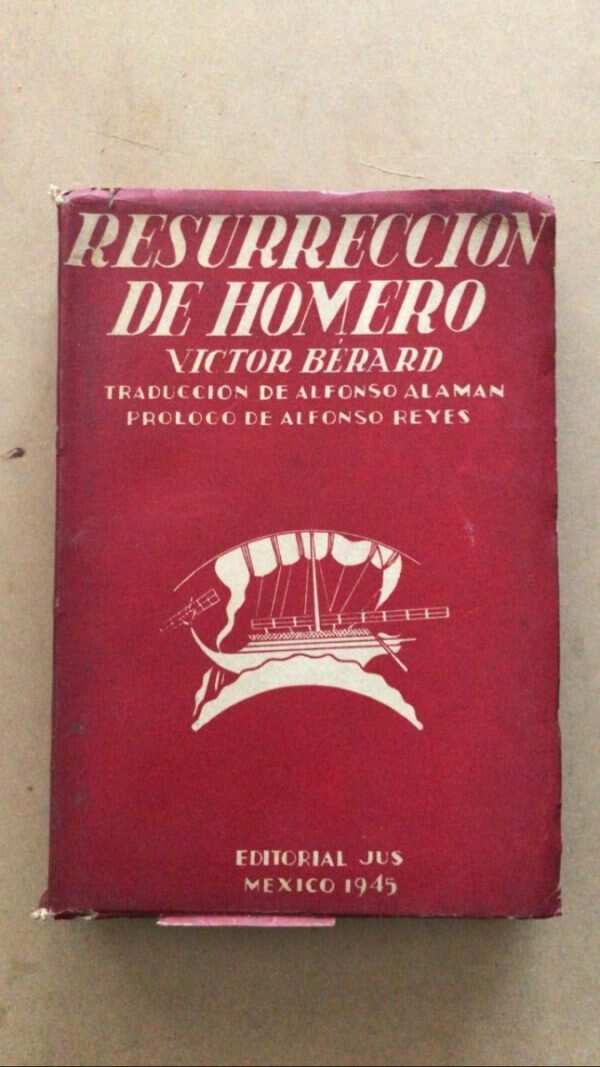 RESURRECCION
DE HOMERO
VICTOR BÉRARD
TRADUCCION DE ALFONSO ALAMAN
PROLOGO DE ALFONSO REYES
EDITORIAL JUS
MEXICO 1945